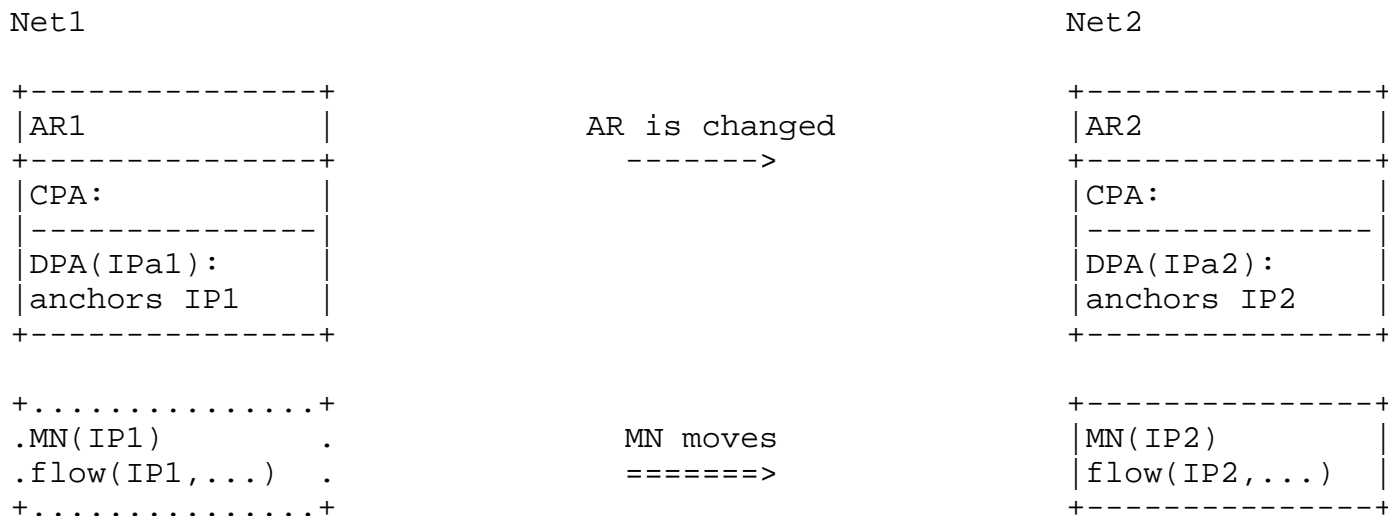 Net1                                                          Net2

+---------------+                                             +---------------+
|AR1            |               AR is changed                 |AR2            |
+---------------+                  ------->                   +---------------+
|CPA:           |                                             |CPA:           |
|---------------|                                             |---------------|
|DPA(IPa1):     |                                             |DPA(IPa2):     |
|anchors IP1    |                                             |anchors IP2    |
+---------------+                                             +---------------+

+...............+                                             +---------------+
.MN(IP1)        .                  MN moves                   |MN(IP2)        |
.flow(IP1,...)  .                  =======>                   |flow(IP2,...)  |
+...............+                                             +---------------+